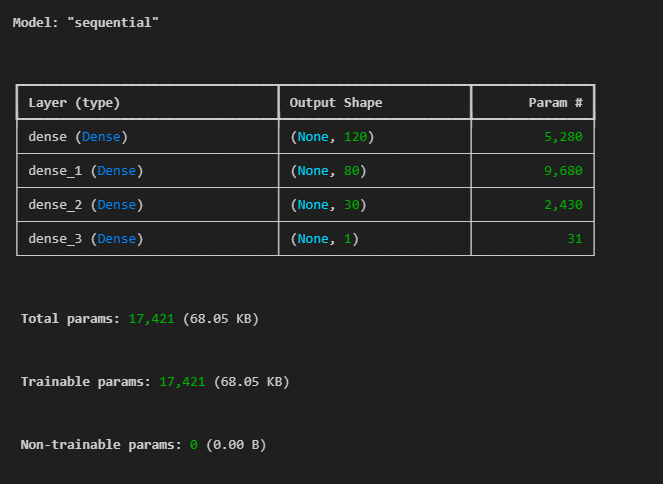 Model: "sequential"
Layer (type) Output Shape Param #
dense (Dense) (None, 120) 5,280
dense_1 (Dense) (None, 80) 9,680
dense_2 (Dense) (None, 30) 2,430
dense_3 (Dense) (None, 1) 31
Total params: 17,421 (68.05 KB)
Trainable params: 17,421 (68.05 KB)
Non-trainable params: 0 (0.00 B)